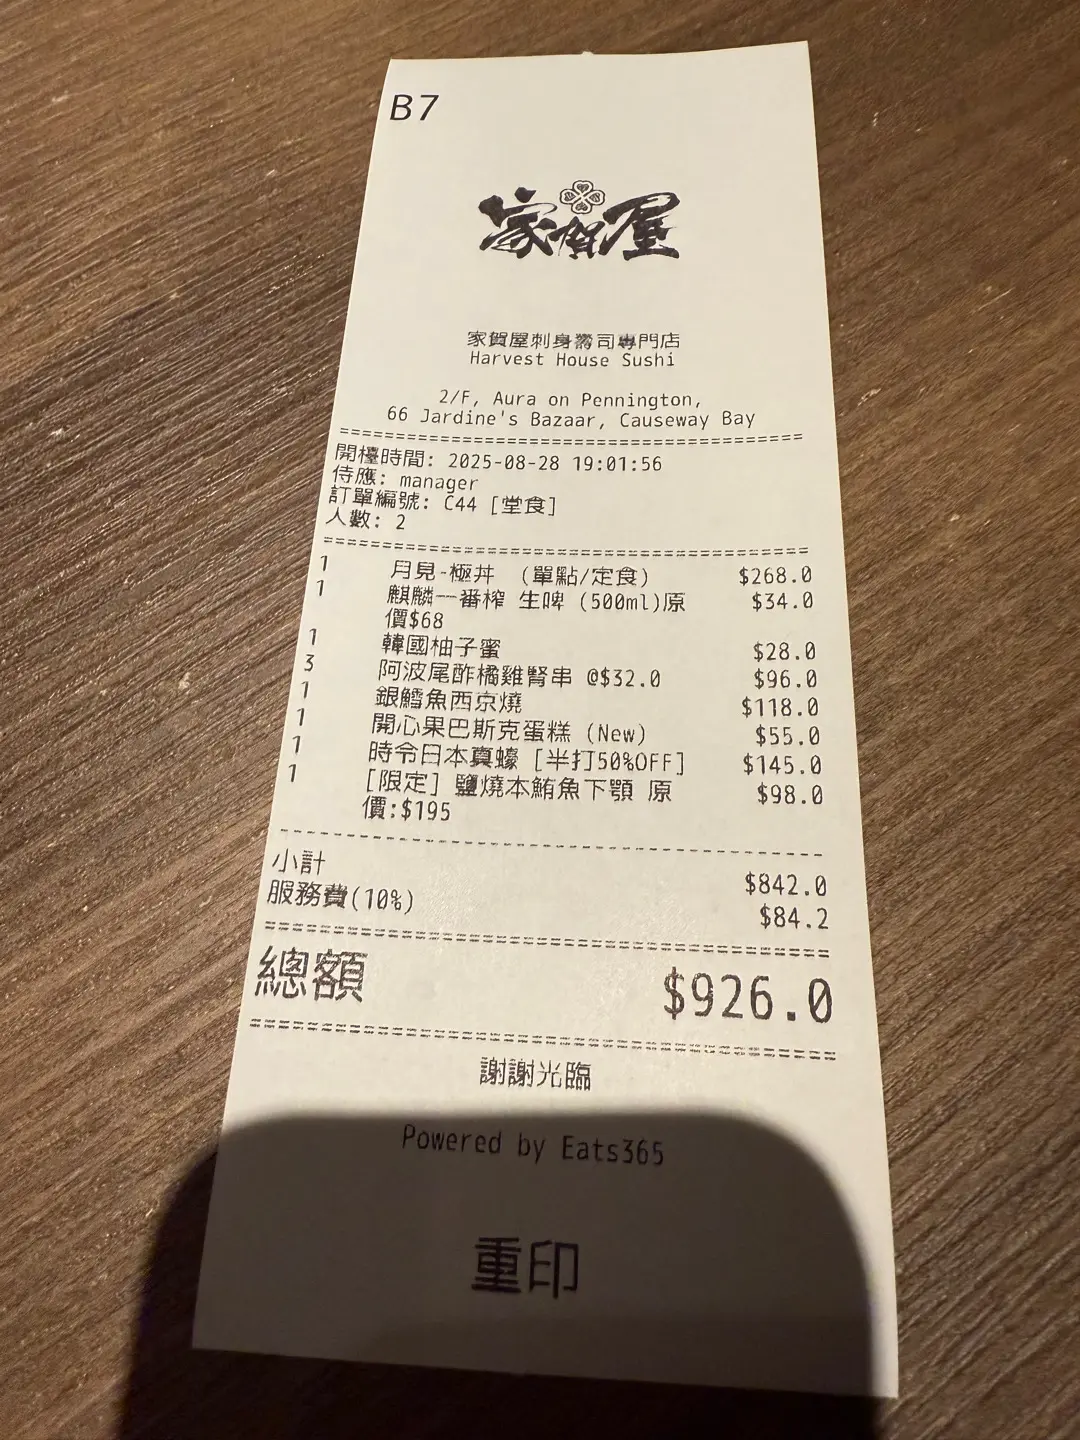 B7
家賀屋
家賀屋刺身壽司專門店
Harvest House Sushi
2/F, Aura on Pennington,
66 Jardine's Bazaar, Causeway Bay
開檯時間: 2025-08-28 19:01:56
侍應: manager
訂單編號: C44 [堂食]
人數: 2
1 月見-極丼 (單點/定食) $268.0
1 麒麟一番榨 生啤 (500ml)原 $34.0
價$68
1 韓國柚子蜜 $28.0
3 阿波尾酢橘雞腎串 @$32.0 $96.0
1 銀鱈魚西京燒 $118.0
1 開心果巴斯克蛋糕 (New) $55.0
1 時令日本真蠔 [半打50%OFF] $145.0
1 [限定] 鹽燒本鮪魚下顎 原 $98.0
價:$195
小計 $842.0
服務費(10%) $84.2
總額 $926.0
謝謝光臨
Powered by Eats365
重印